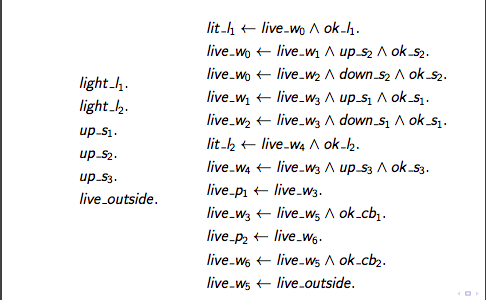 light_l₁.
light_l₂.
up_s₁.
up_s₂.
up_s₃.
live_outside.
lit_l₁ ← live_w₀ ∧ ok_l₁.
live_w₀ ← live_w₁ ∧ up_s₂ ∧ ok_s₂.
live_w₀ ← live_w₂ ∧ down_s₂ ∧ ok_s₂.
live_w₁ ← live_w₃ ∧ up_s₁ ∧ ok_s₁.
live_w₂ ← live_w₃ ∧ down_s₁ ∧ ok_s₁.
lit_l₂ ← live_w₄ ∧ ok_l₂.
live_w₄ ← live_w₃ ∧ up_s₃ ∧ ok_s₃.
live_p₁ ← live_w₃.
live_w₃ ← live_w₅ ∧ ok_cb₁.
live_p₂ ← live_w₆.
live_w₆ ← live_w₅ ∧ ok_cb₂.
live_w₅ ← live_outside.